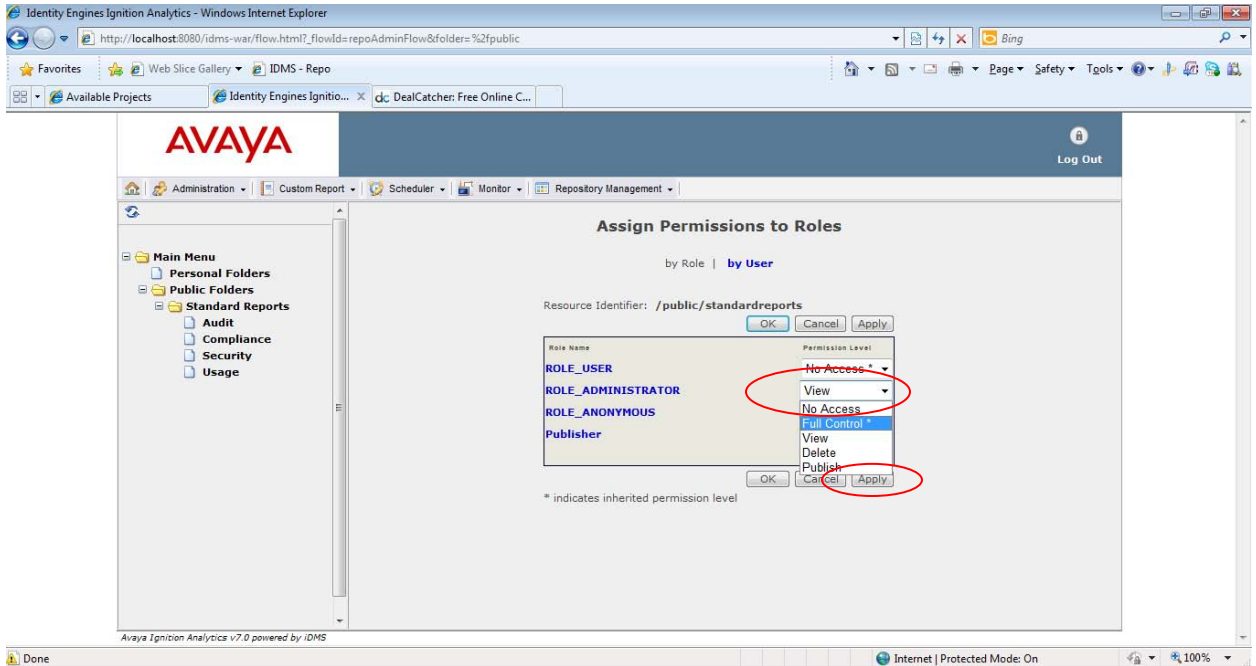 Identity Engines Ignition Analytics - Windows Internet Explorer
http://localhost:8080/idms-war/flow.html?_flowId=repoAdminFlow&folder=%2fpublic
Bing
Favorites
Web Slice Gallery
IDMS - Repo
Page
Safety
Tools
Available Projects
Identity Engines Ignitio...
dc DealCatcher: Free Online C...
AVAYA
Log Out
Administration
Custom Report
Scheduler
Monitor
Repository Management
Assign Permissions to Roles
by Role | by User
Main Menu
Personal Folders
Public Folders
Standard Reports
Audit
Compliance
Security
Usage
Resource Identifier: /public/standardreports
OK Cancel Apply
Role Name Permission Level
ROLE_USER No Access *
ROLE_ADMINISTRATOR View
ROLE_ANONYMOUS
Publisher
No Access
Full Control *
View
Delete
Publish
OK Cancel Apply
* indicates inherited permission level
Avaya Ignition Analytics v7.0 powered by iDMS
Done
Internet | Protected Mode: On
100%